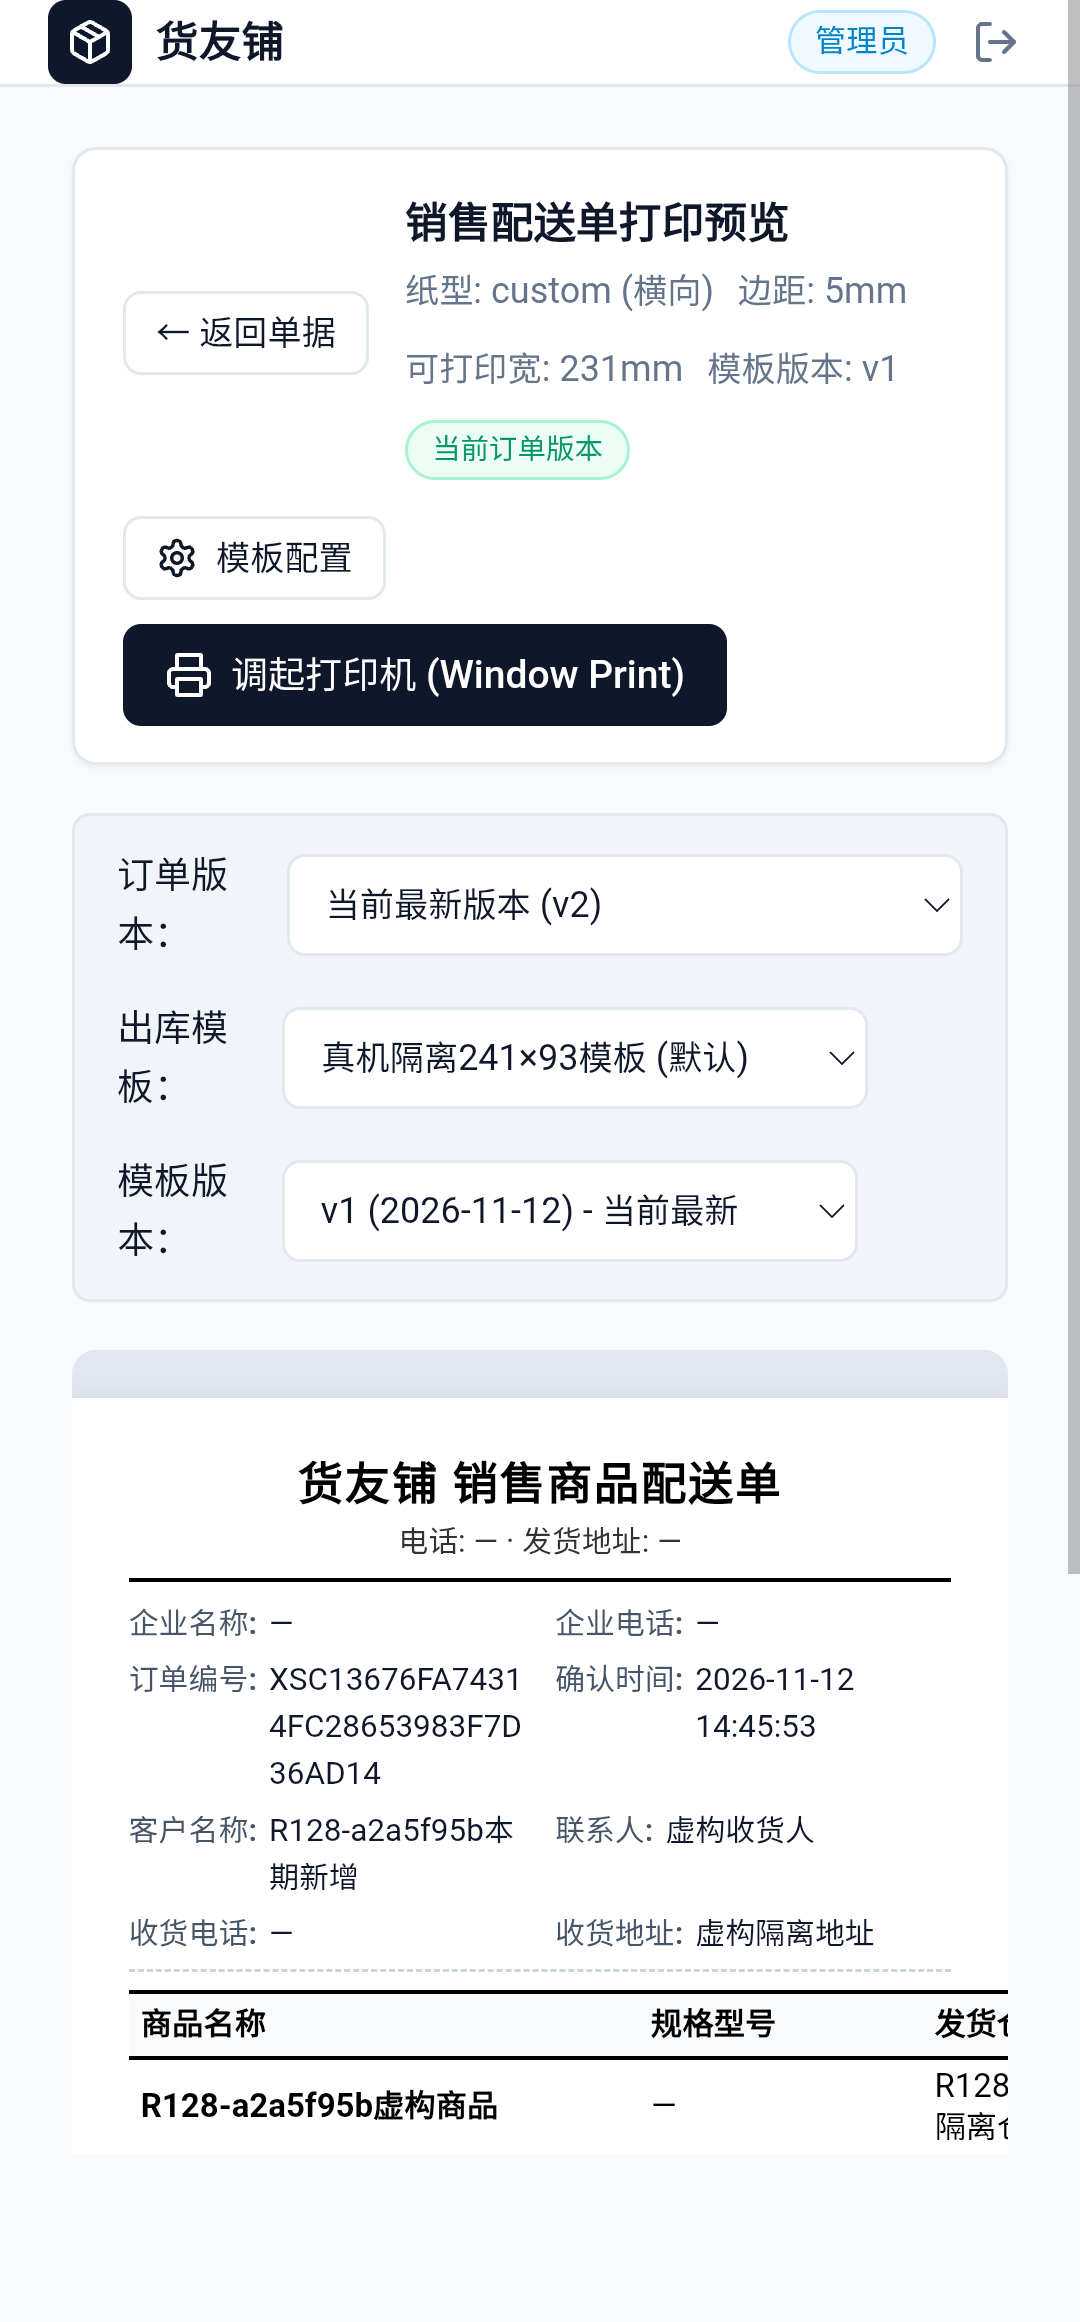 货友铺
管理员
销售配送单打印预览
← 返回单据
纸型: custom (横向) 边距: 5mm
可打印宽: 231mm 模板版本: v1
当前订单版本
模板配置
调起打印机 (Window Print)
订单版
本:
当前最新版本 (v2)
出库模
板:
真机隔离241×93模板 (默认)
模板版
本:
v1 (2026-11-12) - 当前最新
货友铺 销售商品配送单
电话: — · 发货地址: —
企业名称: — 企业电话: —
订单编号: XSC13676FA7431 确认时间: 2026-11-12
4FC28653983F7D 14:45:53
36AD14
客户名称: R128-a2a5f95b本 联系人: 虚构收货人
期新增
收货电话: — 收货地址: 虚构隔离地址
商品名称 规格型号 发货
R128-a2a5f95b虚构商品 — R128
隔离